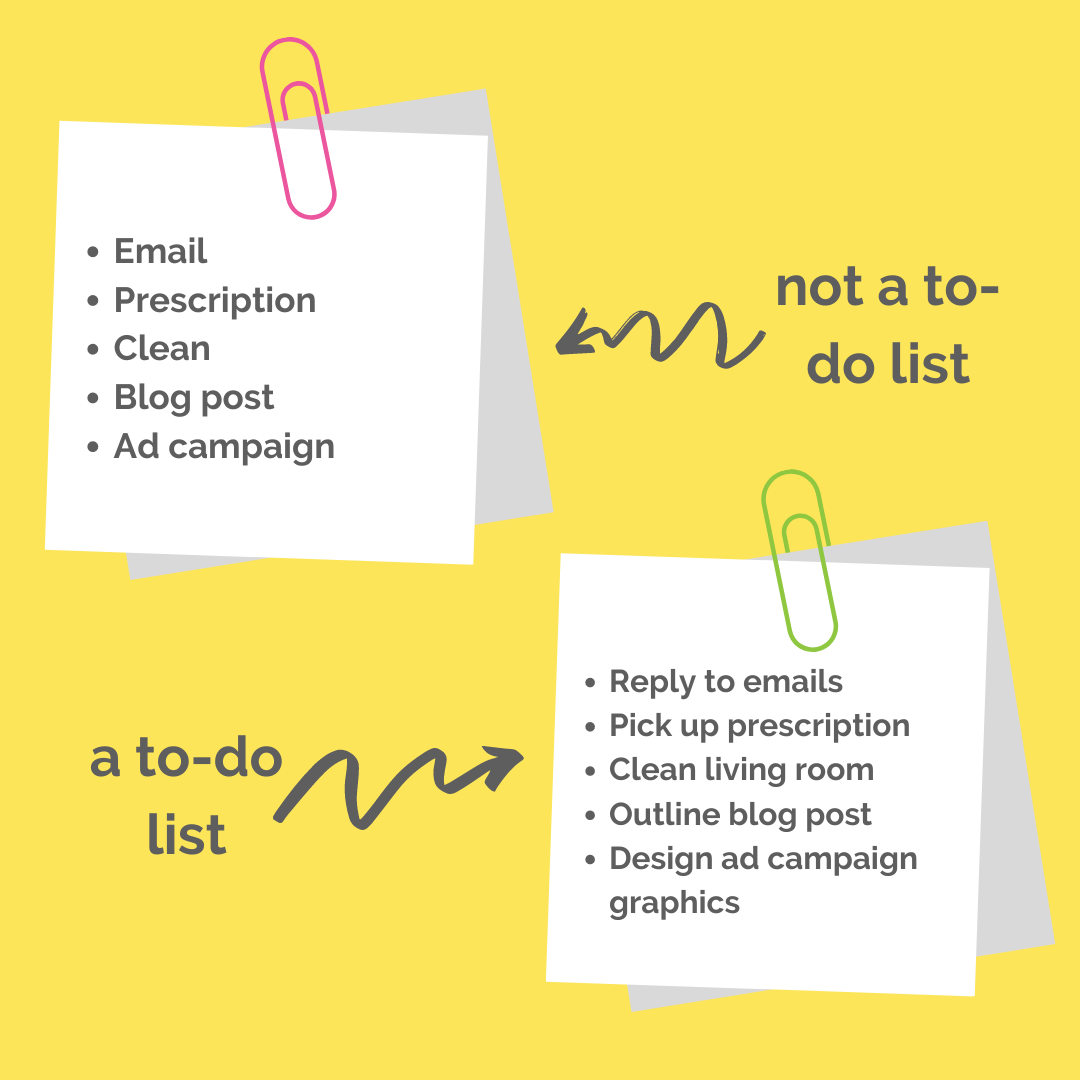 • Email
• Prescription
• Clean
• Blog post
• Ad campaign
not a to-
do list
a to-do
list
• Reply to emails
• Pick up prescription
• Clean living room
• Outline blog post
• Design ad campaign
graphics